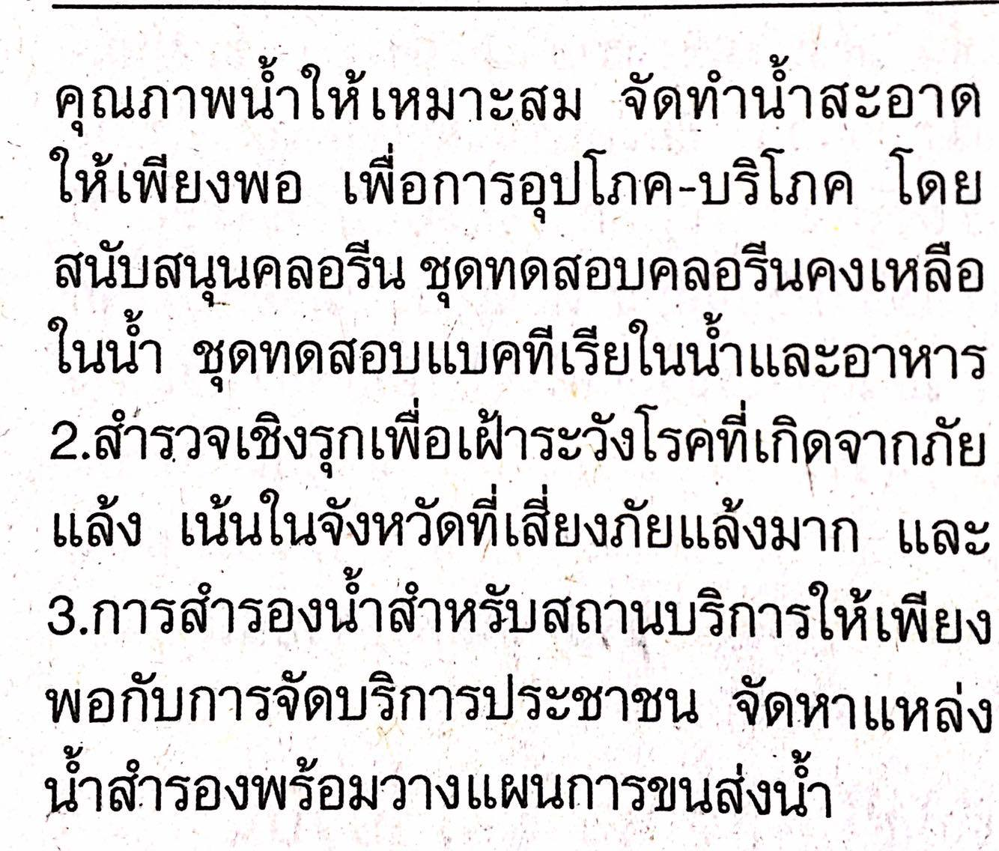 คุณภาพน้ำให้เหมาะสม จัดทำน้ำสะอาด
ให้เพียงพอ เพื่อการอุปโภค-บริโภค โดย
สนับสนุนคลอรีน ชุดทดสอบคลอรีนคงเหลือ
ในน้ำ ชุดทดสอบแบคทีเรียในน้ำและอาหาร
2.สำรวจเชิงรุกเพื่อเฝ้าระวังโรคที่เกิดจากภัย
แล้ง เน้นในจังหวัดที่เสี่ยงภัยแล้งมาก และ
3.การสำรองน้ำสำหรับสถานบริการให้เพียง
พอกับการจัดบริการประชาชน จัดหาแหล่ง
น้ำสำรองพร้อมวางแผนการขนส่งน้ำ